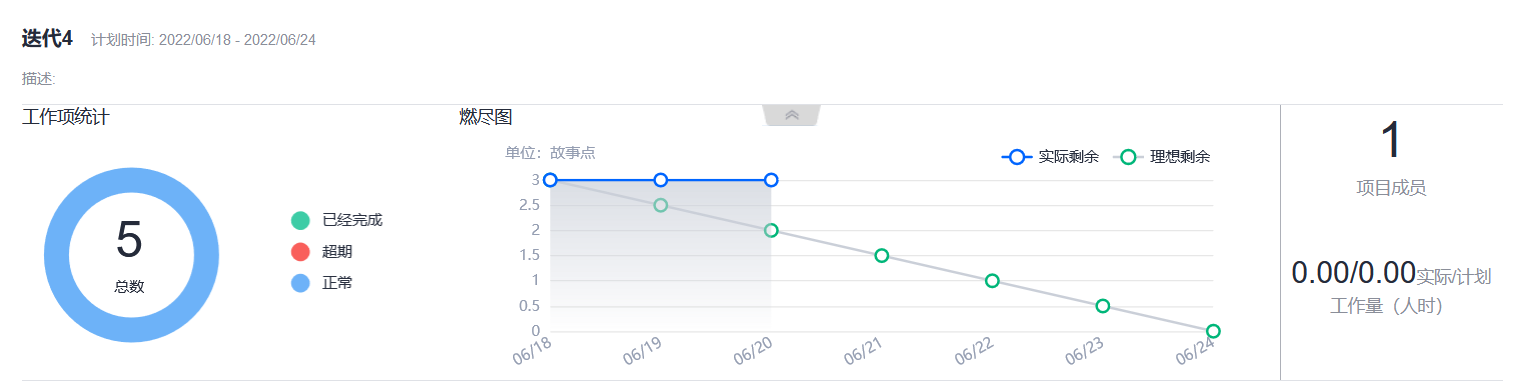 迭代4 计划时间: 2022/06/18 - 2022/06/24
描述:
工作项统计
5
总数
已经完成
超期
正常
燃尽图
单位：故事点
实际剩余 理想剩余
3
2.5
2
1.5
1
0.5
0
06/18 06/19 06/20 06/21 06/22 06/23 06/24
1
项目成员
0.00/0.00实际/计划
工作量（人时）